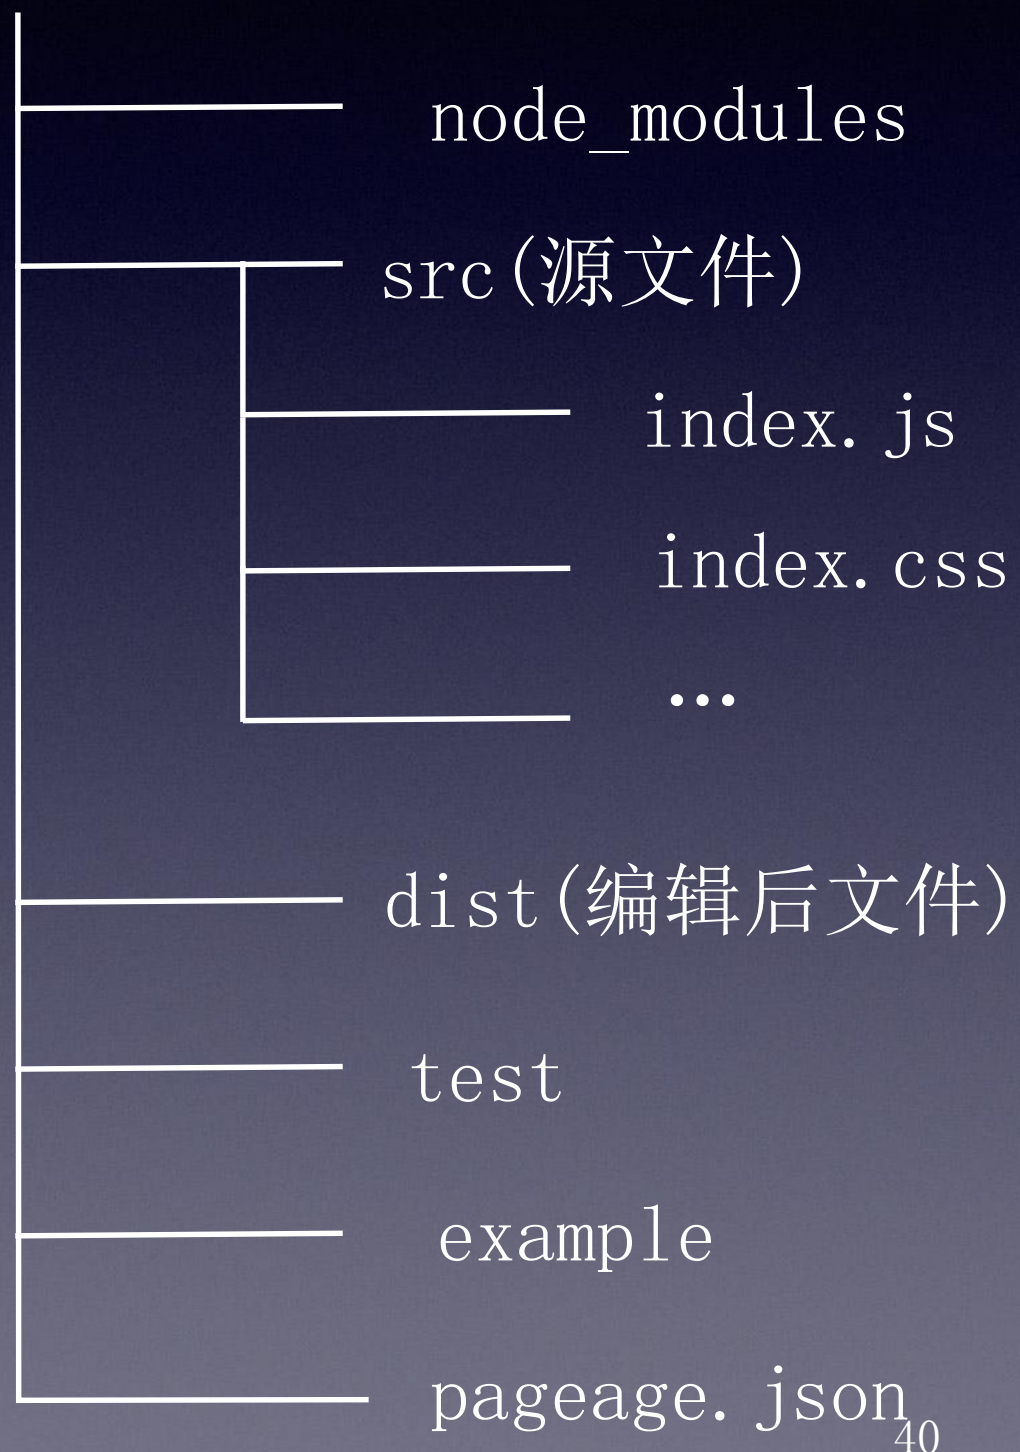 node_modules
src(源文件)
index.js
index.css
...
dist(编辑后文件)
test
example
pageage.json
40